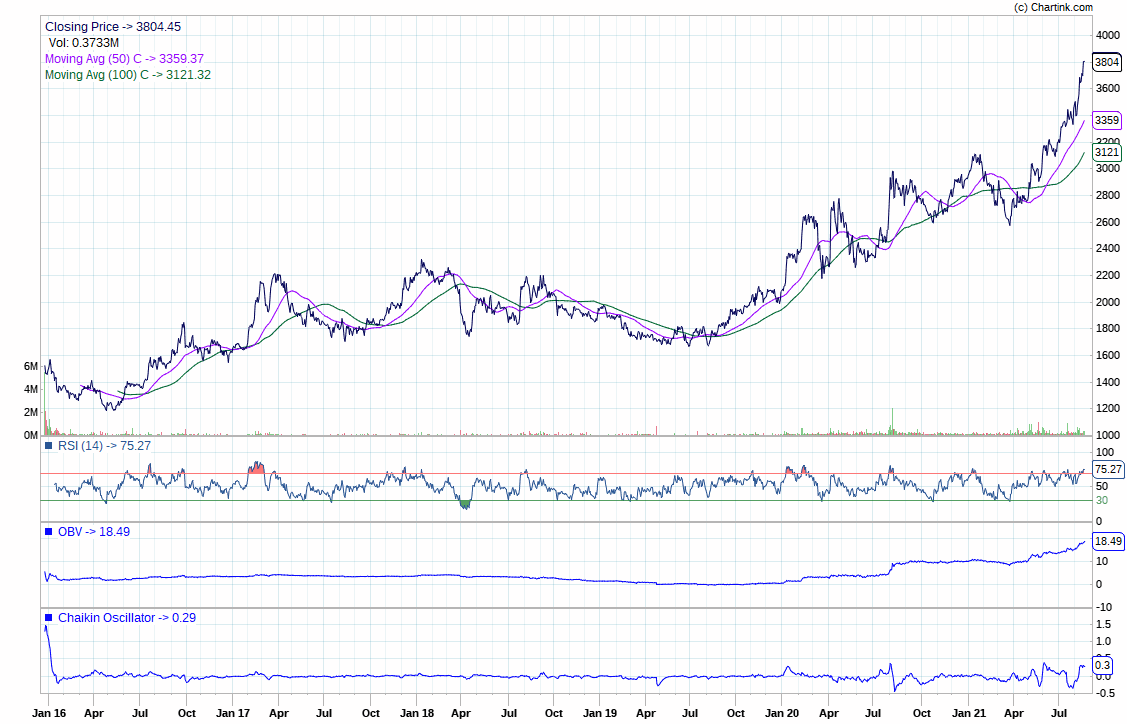 (c) Chartink.com
Closing Price -> 3804.45
Vol: 0.3733M
Moving Avg (50) C -> 3359.37
Moving Avg (100) C -> 3121.32
4000
3804
3600
3359
3200
3121
3000
2800
2600
2400
2200
2000
1800
1600
6M
1400
4M
1200
2M
0M
1000
RSI (14) -> 75.27
100
75.27
50
30
0
OBV -> 18.49
18.49
10
0
-10
Chaikin Oscillator -> 0.29
1.5
1.0
0.5
0.3
0.0
-0.5
Jan 16 Apr Jul Oct Jan 17 Apr Jul Oct Jan 18 Apr Jul Oct Jan 19 Apr Jul Oct Jan 20 Apr Jul Oct Jan 21 Apr Jul